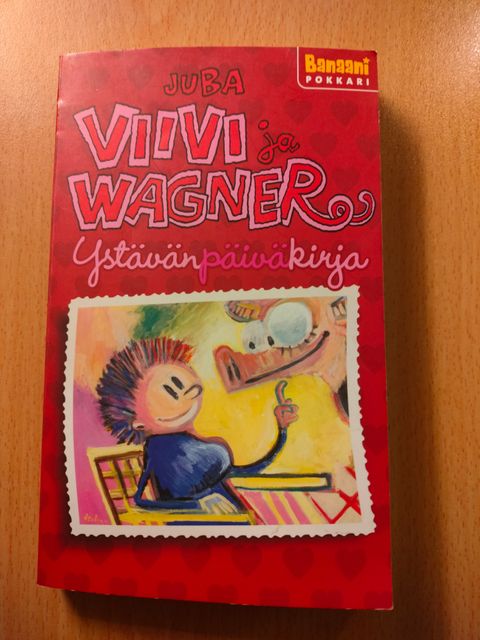 Banaani
POKKARI
JUBA
VIIVI ja
WAGNER
Ystävänpäiväkirja